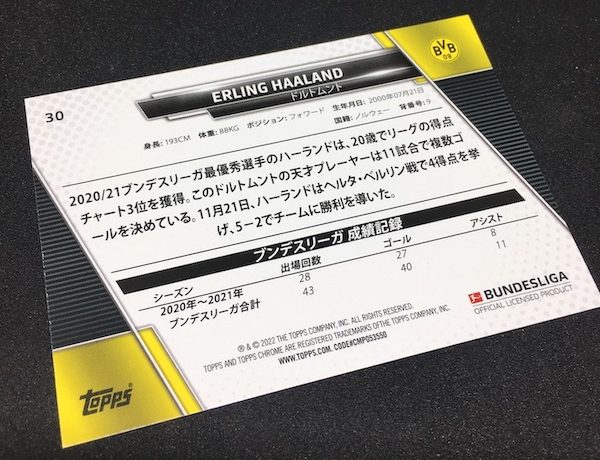 30
ERLING HAALAND
ドルトムント
BVB
09
身長: 193CM 体重: 88KG ポジション: フォワード 生年月日: 2000年07月21日
国籍: ノルウェー 背番号: 9
2020/21ブンデスリーガ最優秀選手のハーランドは、20歳でリーグの得点
チャート3位を獲得。このドルトムントの天才プレーヤーは11試合で複数ゴ
ールを決めている。11月21日、ハーランドはヘルタ・ベルリン戦で4得点を挙
げ、5-2でチームに勝利を導いた。
ブンデスリーガ 成績記録
シーズン 出場回数 ゴール アシスト
2020年〜2021年 28 27 8
ブンデスリーガ合計 43 40 11
® & © 2022 THE TOPPS COMPANY, INC. ALL RIGHTS RESERVED.
TOPPS AND TOPPS CHROME ARE REGISTERED TRADEMARKS OFTHE TOPPS COMPANY, INC.
WWW.TOPPS.COM. CODE#CMP053550
BUNDESLIGA
OFFICIAL LICENSED PRODUCT
TOPPS®